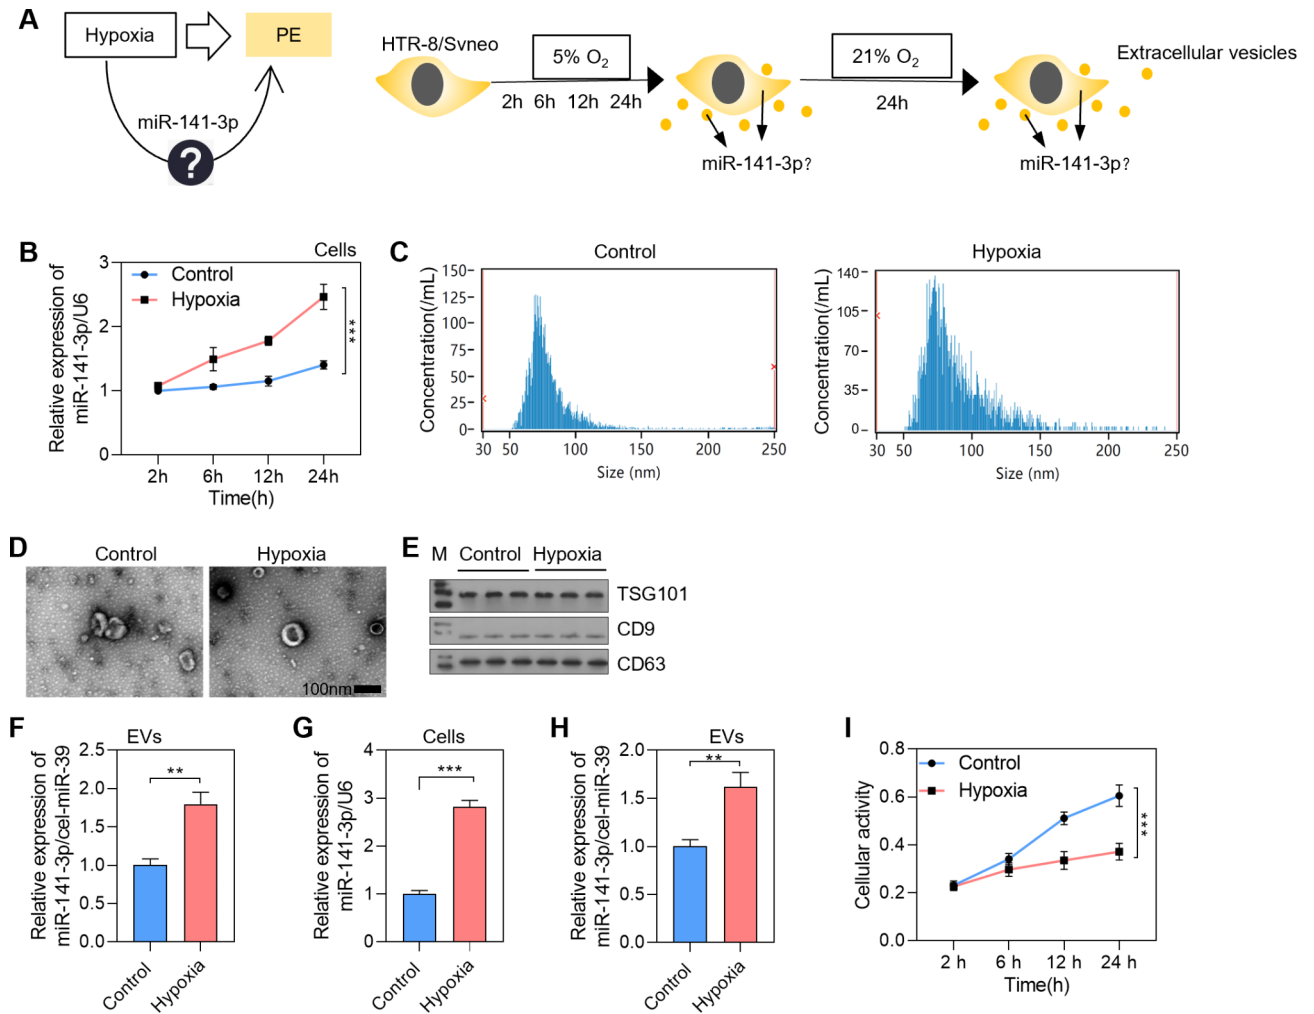 A
Hypoxia
PE
miR-141-3p
?
HTR-8/Svneo
5% O₂
2h 6h 12h 24h
miR-141-3p?
21% O₂
24h
miR-141-3p?
Extracellular vesicles
B
Cells
Relative expression of
miR-141-3p/U6
3
2
1
0
Control
Hypoxia
***
2h 6h 12h 24h
Time(h)
C
Control
Concentration(/mL)
150
125
100
75
50
25
0
30 50 100 150 200 250
Size (nm)
Hypoxia
Concentration(/mL)
140
105
70
35
0
30 50 100 150 200 250
Size (nm)
D
Control
Hypoxia
100nm
E
M Control Hypoxia
TSG101
CD9
CD63
F
EVs
Relative expression of
miR-141-3p/cel-miR-39
2.5
2.0
1.5
1.0
0.5
0.0
**
Control
Hypoxia
G
Cells
Relative expression of
miR-141-3p/U6
4
3
2
1
0
***
Control
Hypoxia
H
EVs
Relative expression of
miR-141-3p/cel-miR-39
2.0
1.5
1.0
0.5
0.0
**
Control
Hypoxia
I
Cellular activity
0.8
0.6
0.4
0.2
0.0
Control
Hypoxia
***
2 h 6 h 12 h 24 h
Time(h)